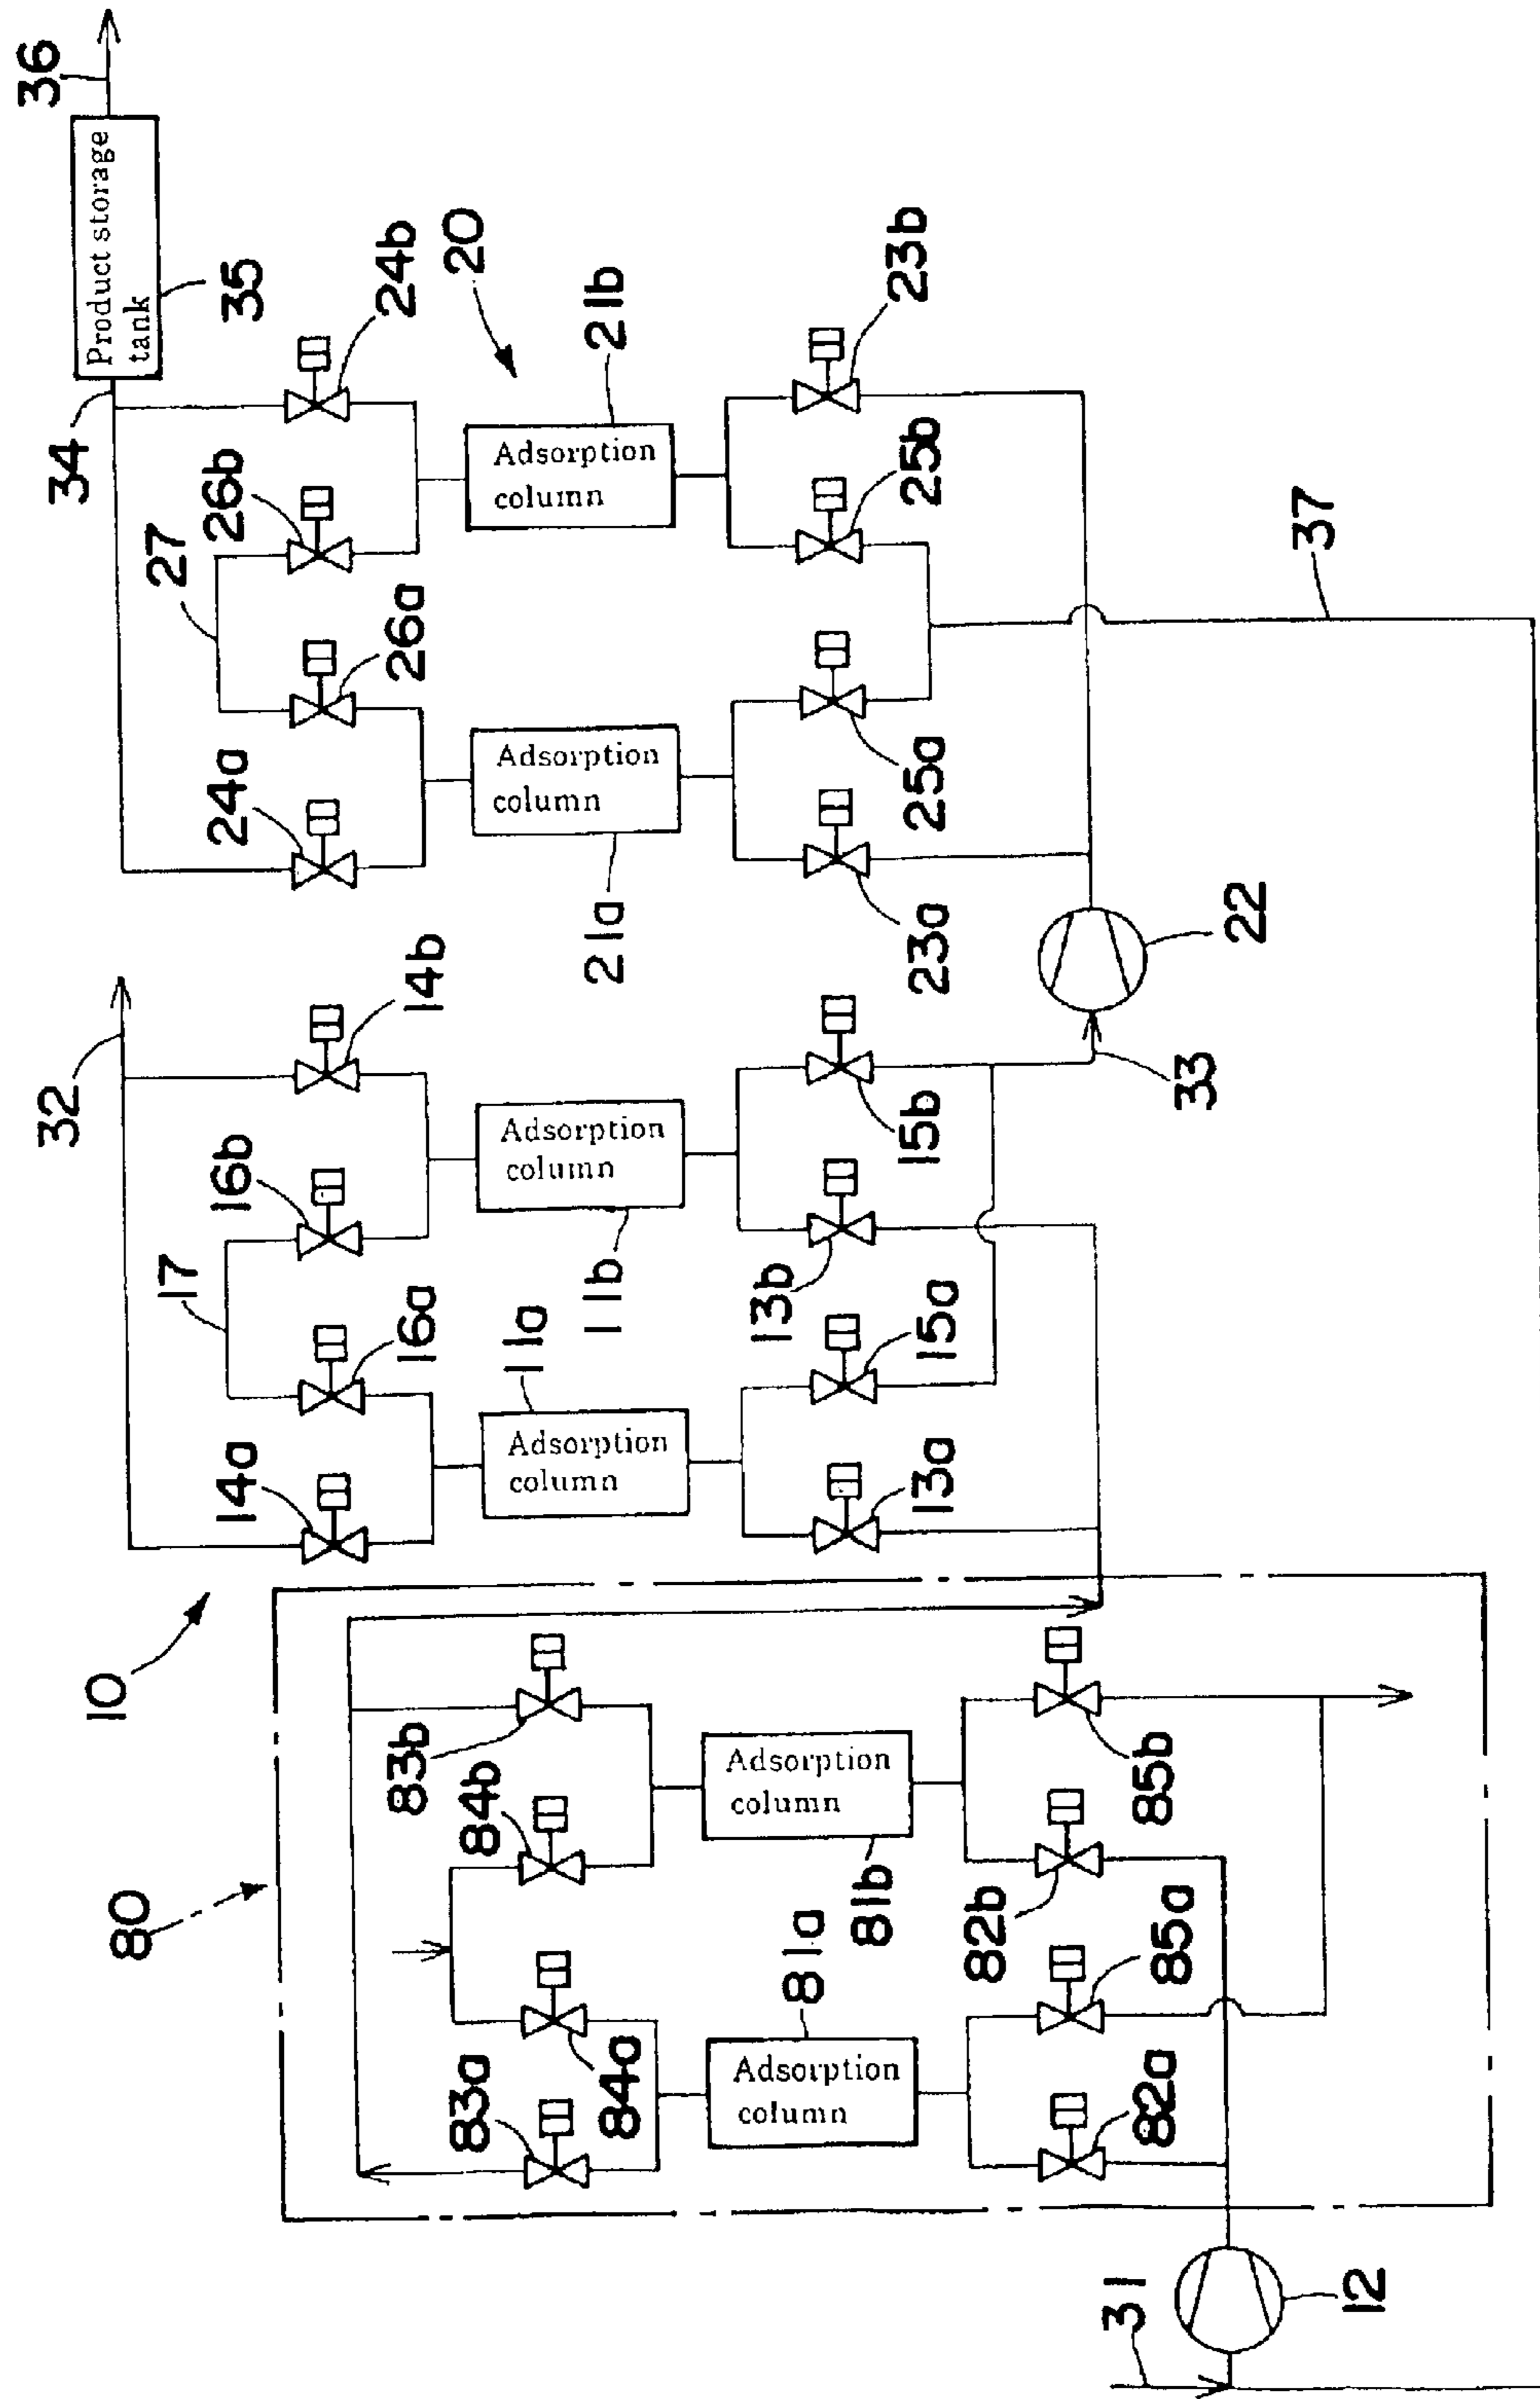 36
Product storage
tank
35
34
24b
20
26b
27
26a
24a
21b
Adsorption
column
23b
25b
37
Adsorption
column
25a
21a
23a
22
32
14b
16b
17
16a
14a
Adsorption
column
11b
15b
33
13b
11a
15a
Adsorption
column
13a
10
80
83b
84b
83a
84a
Adsorption
column
81b
85b
82b
81a
85a
Adsorption
column
82a
31
12